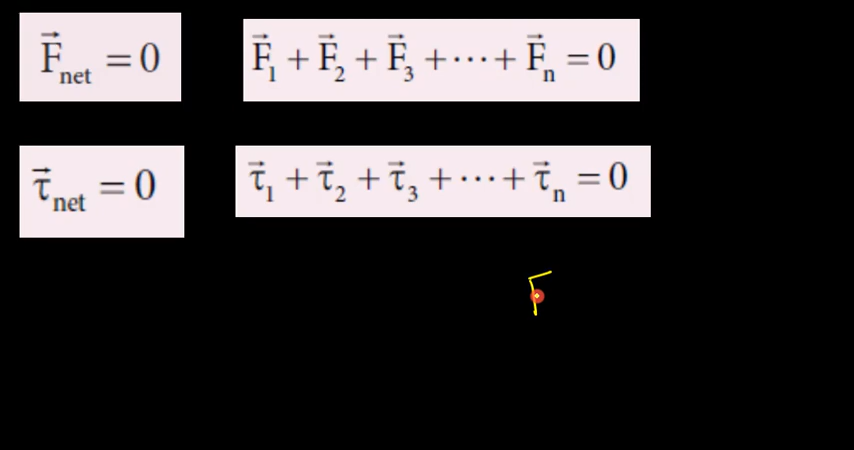 F⃗net = 0
F⃗1 + F⃗2 + F⃗3 + ⋯ + F⃗n = 0
τ⃗net = 0
τ⃗1 + τ⃗2 + τ⃗3 + ⋯ + τ⃗n = 0